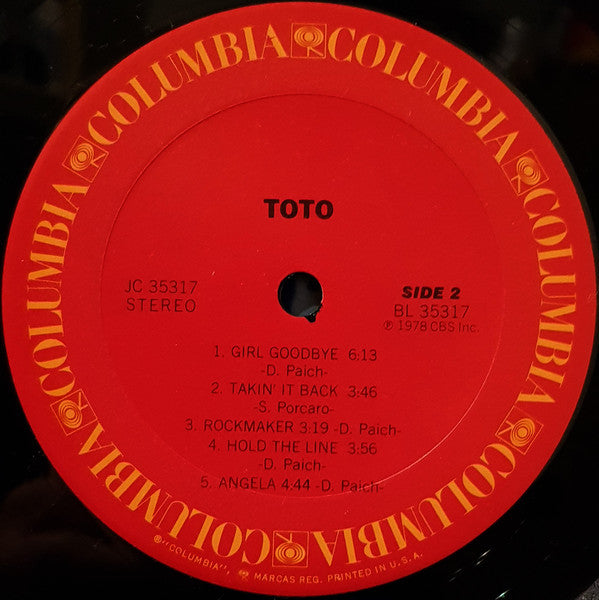 COLUMBIA COLUMBIA COLUMBIA COLUMBIA COLUMBIA COLUMBIA COLUMBIA COLUMBIA
TOTO
JC 35317
STEREO
SIDE 2
BL 35317
℗ 1978 CBS Inc.
1. GIRL GOODBYE 6:13
-D. Paich-
2. TAKIN' IT BACK 3:46
-S. Porcaro-
3. ROCKMAKER 3:19 -D. Paich-
4. HOLD THE LINE 3:56
-D. Paich-
5. ANGELA 4:44 -D. Paich-
®"COLUMBIA", MARCAS REG. PRINTED IN U.S.A.